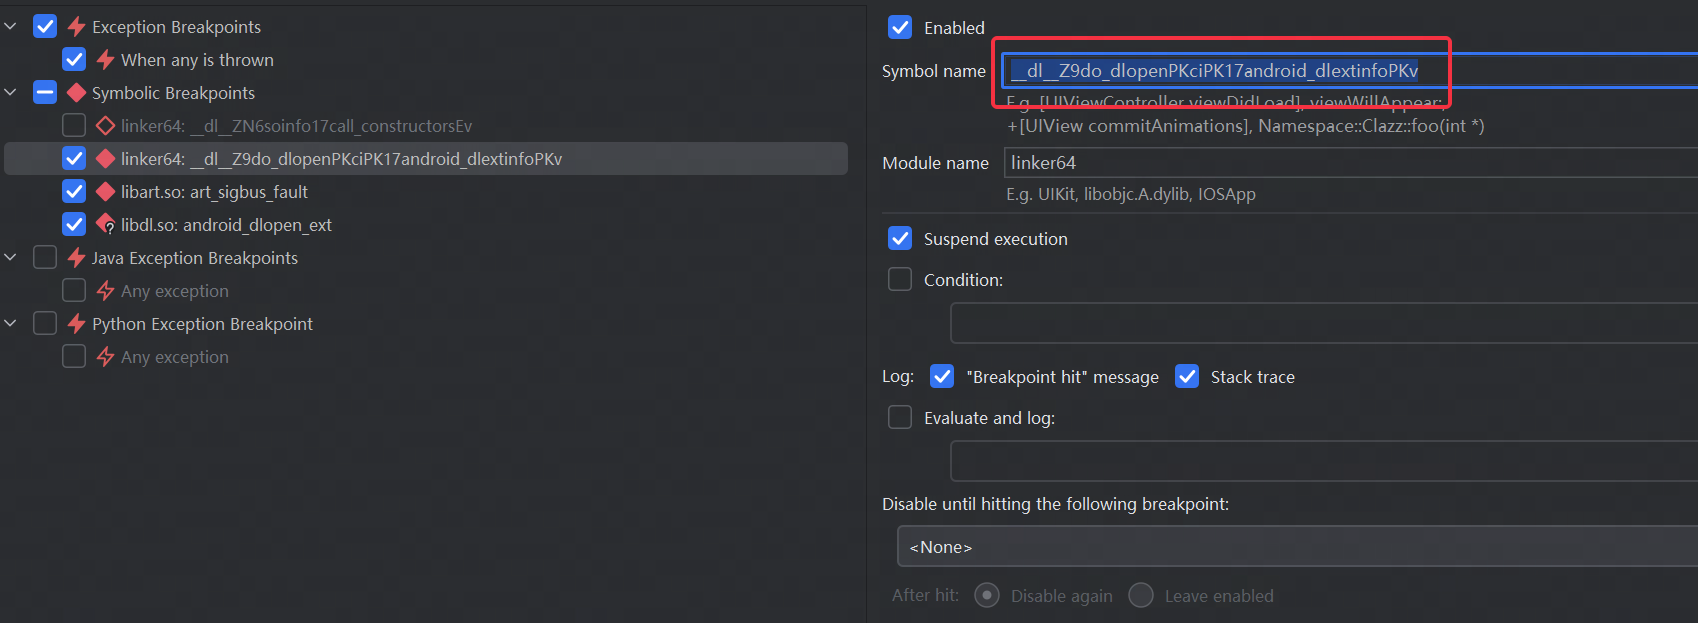 Exception Breakpoints
When any is thrown
Symbolic Breakpoints
linker64: __dl__ZN6soinfo17call_constructorsEv
linker64: __dl__Z9do_dlopenPKciPK17android_dlextinfoPKv
libart.so: art_sigbus_fault
libdl.so: android_dlopen_ext
Java Exception Breakpoints
Any exception
Python Exception Breakpoint
Any exception
Enabled
Symbol name __dl__Z9do_dlopenPKciPK17android_dlextinfoPKv
E.g. [UIViewController viewDidLoad], viewWillAppear:,
+[UIView commitAnimations], Namespace::Clazz::foo(int *)
Module name linker64
E.g. UIKit, libobjc.A.dylib, IOSApp
Suspend execution
Condition:
Log: "Breakpoint hit" message Stack trace
Evaluate and log:
Disable until hitting the following breakpoint:
<None>
After hit: Disable again Leave enabled